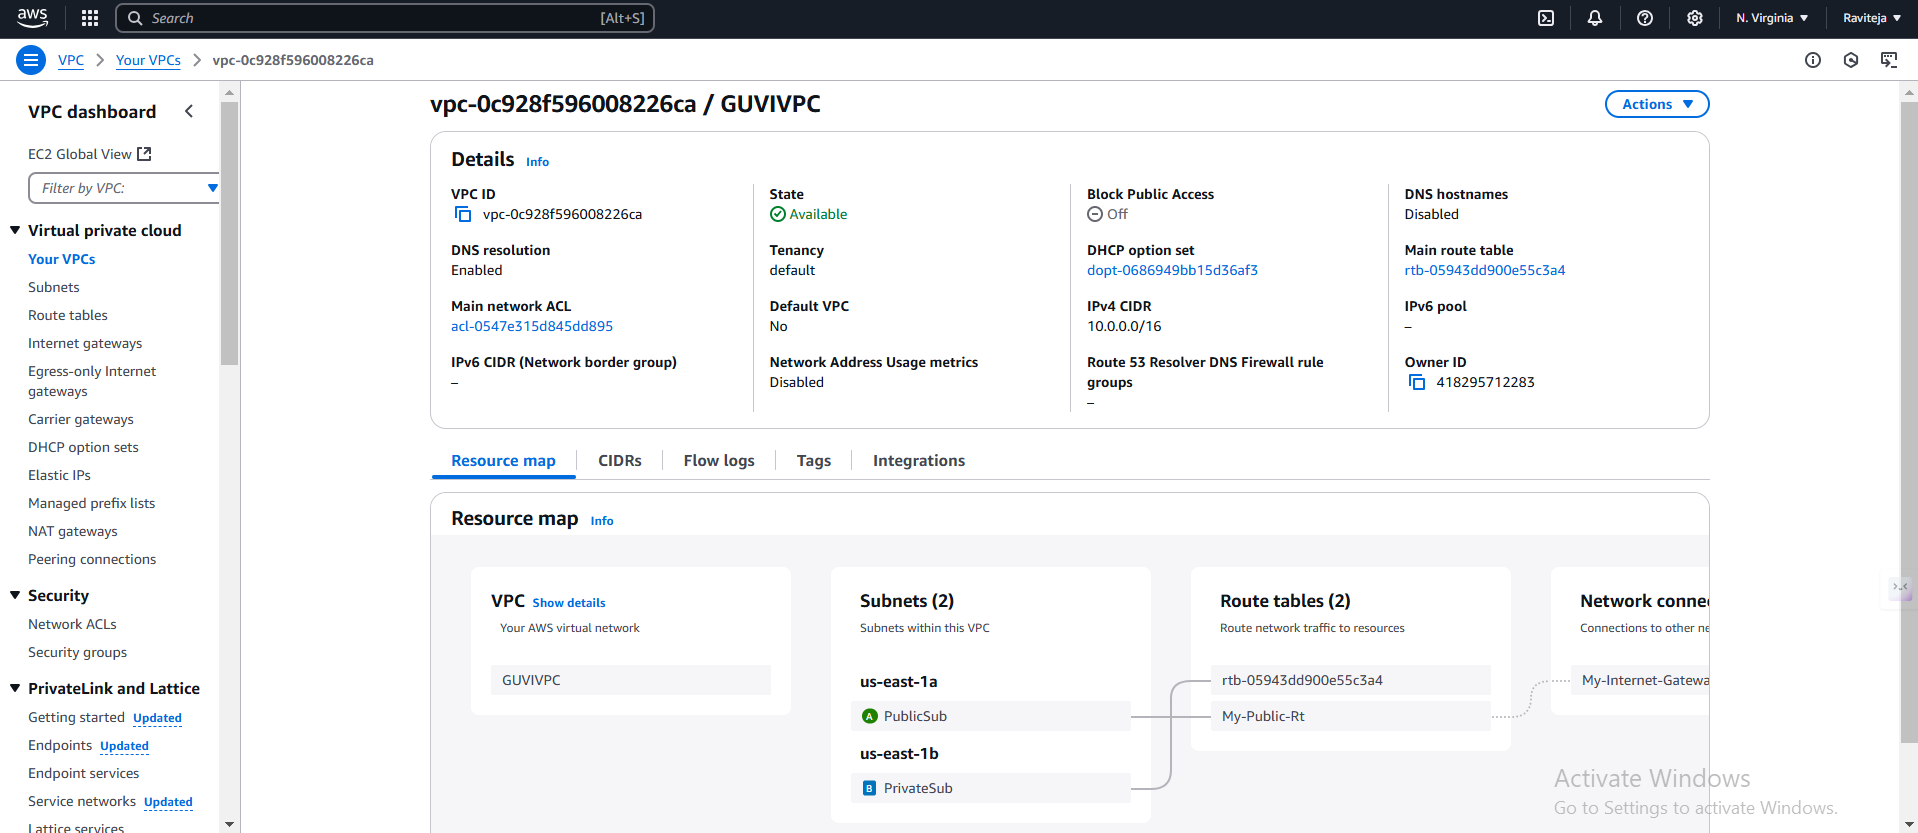 aws
Search
[Alt+S]
N. Virginia
Raviteja
VPC
Your VPCs
vpc-0c928f596008226ca
VPC dashboard
EC2 Global View
Filter by VPC:
Virtual private cloud
Your VPCs
Subnets
Route tables
Internet gateways
Egress-only Internet
gateways
Carrier gateways
DHCP option sets
Elastic IPs
Managed prefix lists
NAT gateways
Peering connections
Security
Network ACLs
Security groups
PrivateLink and Lattice
Getting started Updated
Endpoints Updated
Endpoint services
Service networks Updated
Lattice services
vpc-0c928f596008226ca / GUVIVPC
Actions
Details Info
VPC ID
vpc-0c928f596008226ca
State
Available
Block Public Access
Off
DNS hostnames
Disabled
DNS resolution
Enabled
Tenancy
default
DHCP option set
dopt-0686949bb15d36af3
Main route table
rtb-05943dd900e55c3a4
Main network ACL
acl-0547e315d845dd895
Default VPC
No
IPv4 CIDR
10.0.0.0/16
IPv6 pool
–
IPv6 CIDR (Network border group)
–
Network Address Usage metrics
Disabled
Route 53 Resolver DNS Firewall rule
groups
–
Owner ID
418295712283
Resource map
CIDRs
Flow logs
Tags
Integrations
Resource map Info
VPC Show details
Your AWS virtual network
GUVIVPC
Subnets (2)
Subnets within this VPC
us-east-1a
A PublicSub
us-east-1b
B PrivateSub
Route tables (2)
Route network traffic to resources
rtb-05943dd900e55c3a4
My-Public-Rt
Network conne
Connections to other ne
My-Internet-Gatewa
Activate Windows
Go to Settings to activate Windows.